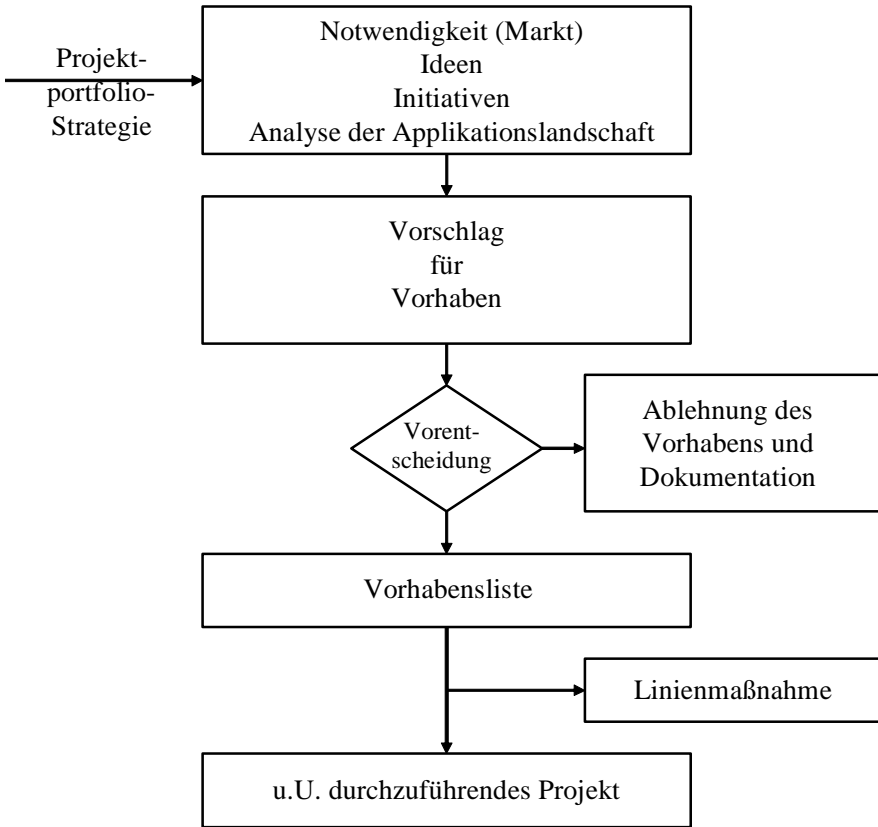 Projekt-
portfolio-
Strategie
Notwendigkeit (Markt)
Ideen
Initiativen
Analyse der Applikationslandschaft
Vorschlag
für
Vorhaben
Vorent-
scheidung
Ablehnung des
Vorhabens und
Dokumentation
Vorhabensliste
Linienmaßnahme
u.U. durchzuführendes Projekt